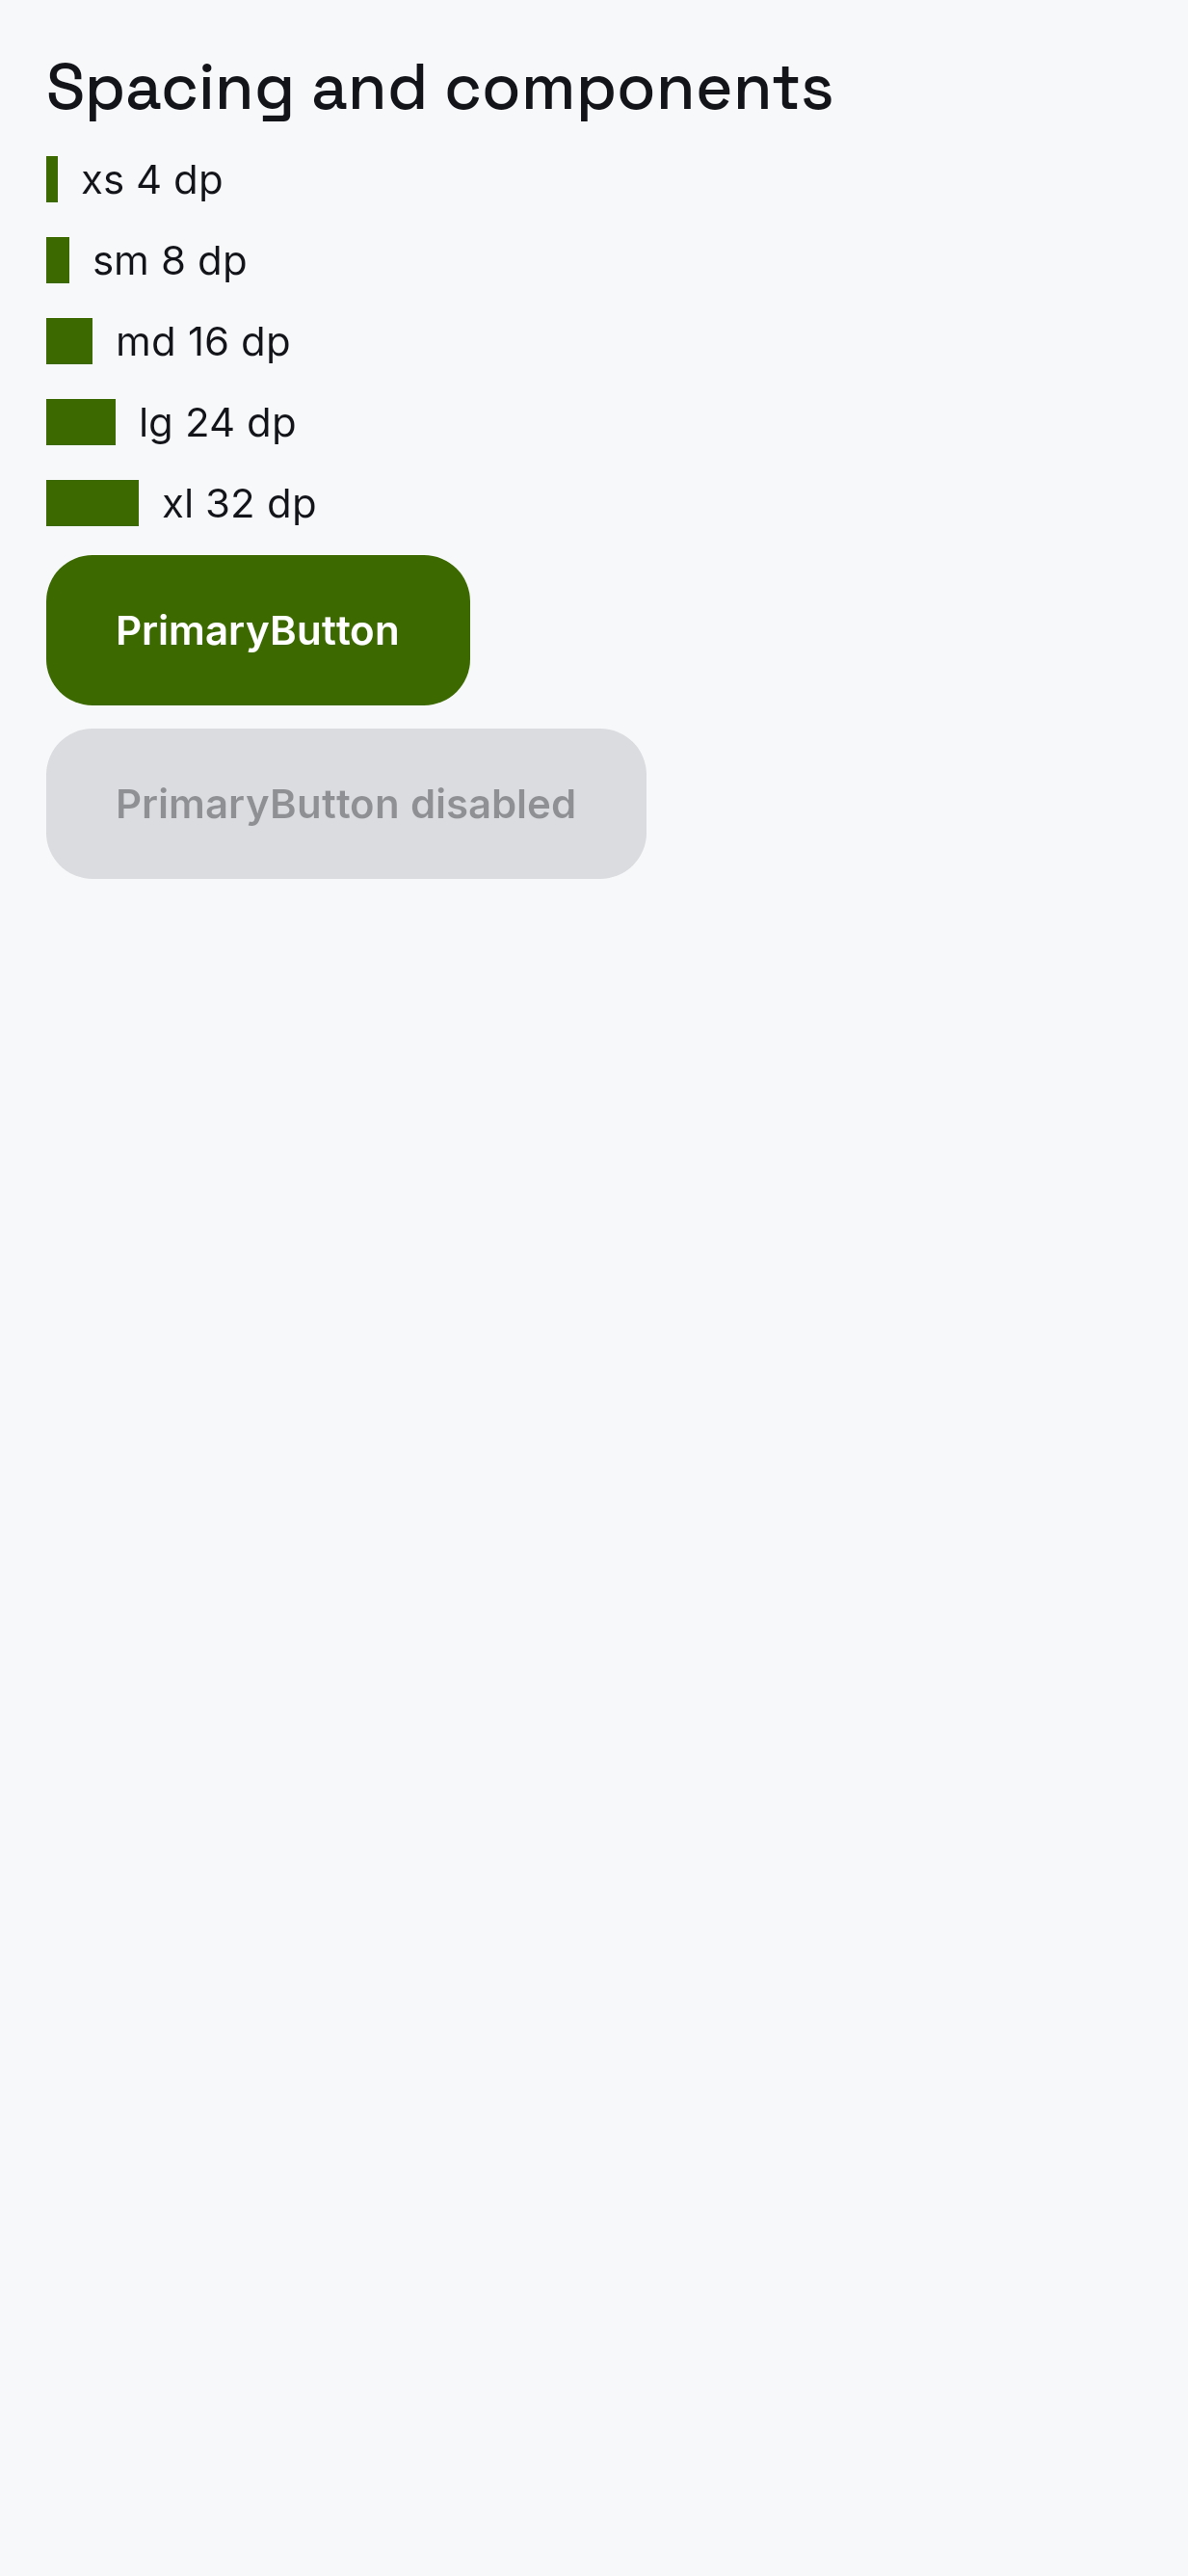 Spacing and components
xs 4 dp
sm 8 dp
md 16 dp
lg 24 dp
xl 32 dp
PrimaryButton
PrimaryButton disabled